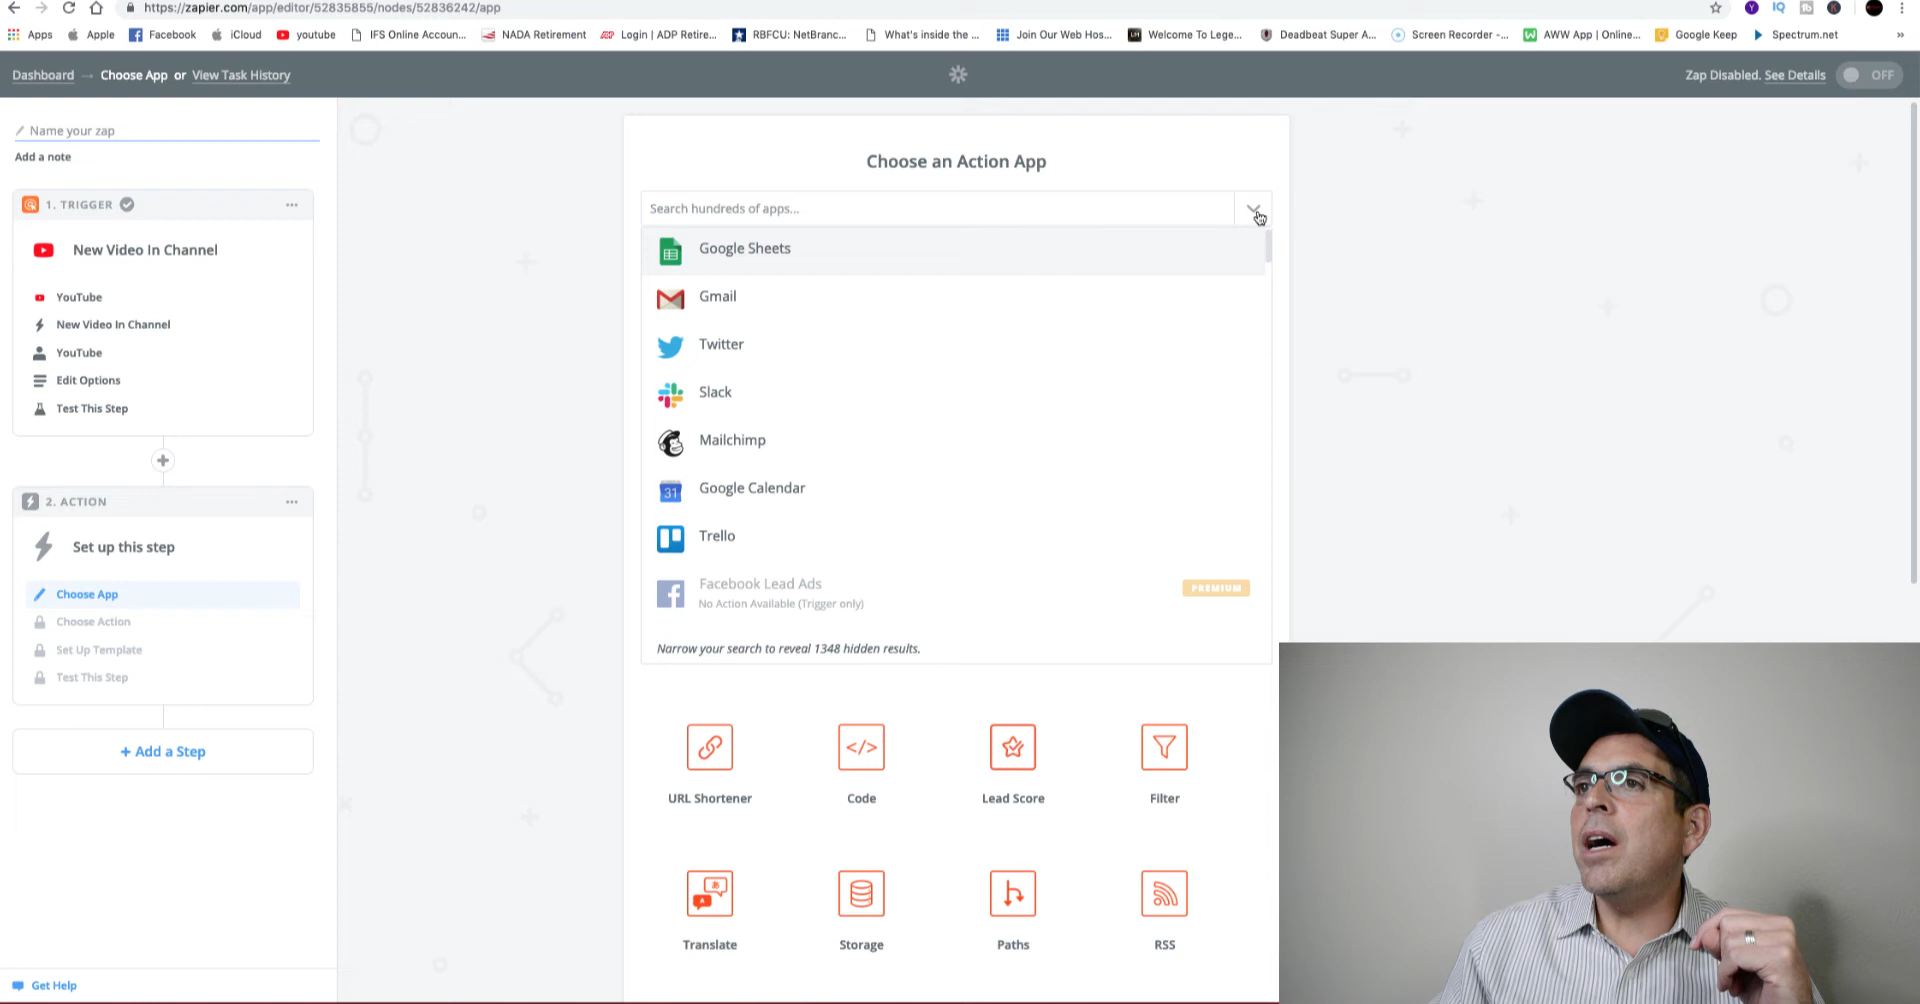 https://zapier.com/app/editor/52835855/nodes/52836242/app
Apps
Apple
Facebook
iCloud
youtube
IFS Online Accoun...
NADA Retirement
Login | ADP Retire...
RBFCU: NetBranc...
What's inside the ...
Join Our Web Hos...
Welcome To Lege...
Deadbeat Super A...
Screen Recorder -...
AWW App | Online...
Google Keep
Spectrum.net
»
Dashboard → Choose App or View Task History
Zap Disabled. See Details
OFF
Name your zap
Add a note
1. TRIGGER
New Video In Channel
YouTube
New Video In Channel
YouTube
Edit Options
Test This Step
2. ACTION
Set up this step
Choose App
Choose Action
Set Up Template
Test This Step
+ Add a Step
Get Help
Choose an Action App
Search hundreds of apps...
Google Sheets
Gmail
Twitter
Slack
Mailchimp
31
Google Calendar
Trello
Facebook Lead Ads
No Action Available (Trigger only)
PREMIUM
Narrow your search to reveal 1348 hidden results.
URL Shortener
Code
Lead Score
Filter
Translate
Storage
Paths
RSS